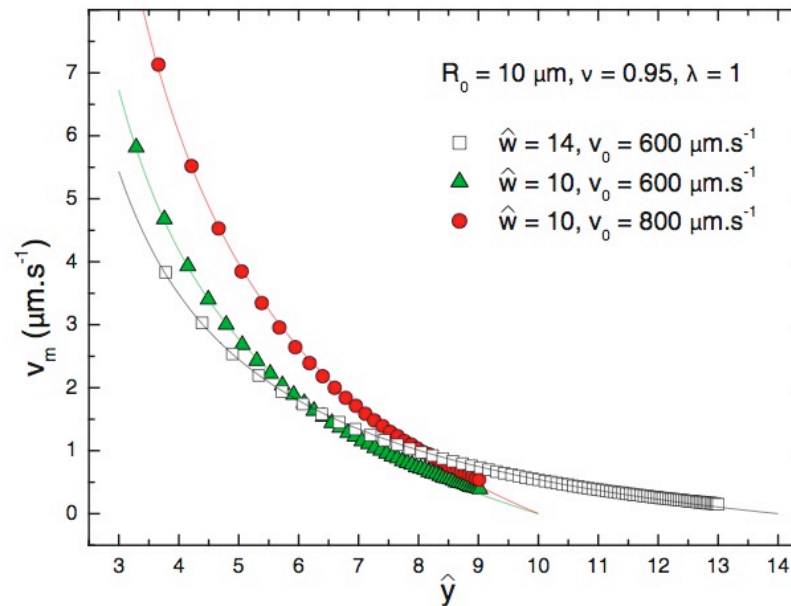 R₀ = 10 μm, ν = 0.95, λ = 1
ŵ = 14, v₀ = 600 μm.s⁻¹
ŵ = 10, v₀ = 600 μm.s⁻¹
ŵ = 10, v₀ = 800 μm.s⁻¹
vₘ (μm.s⁻¹)
7
6
5
4
3
2
1
0
3 4 5 6 7 8 9 10 11 12 13 14
ŷ